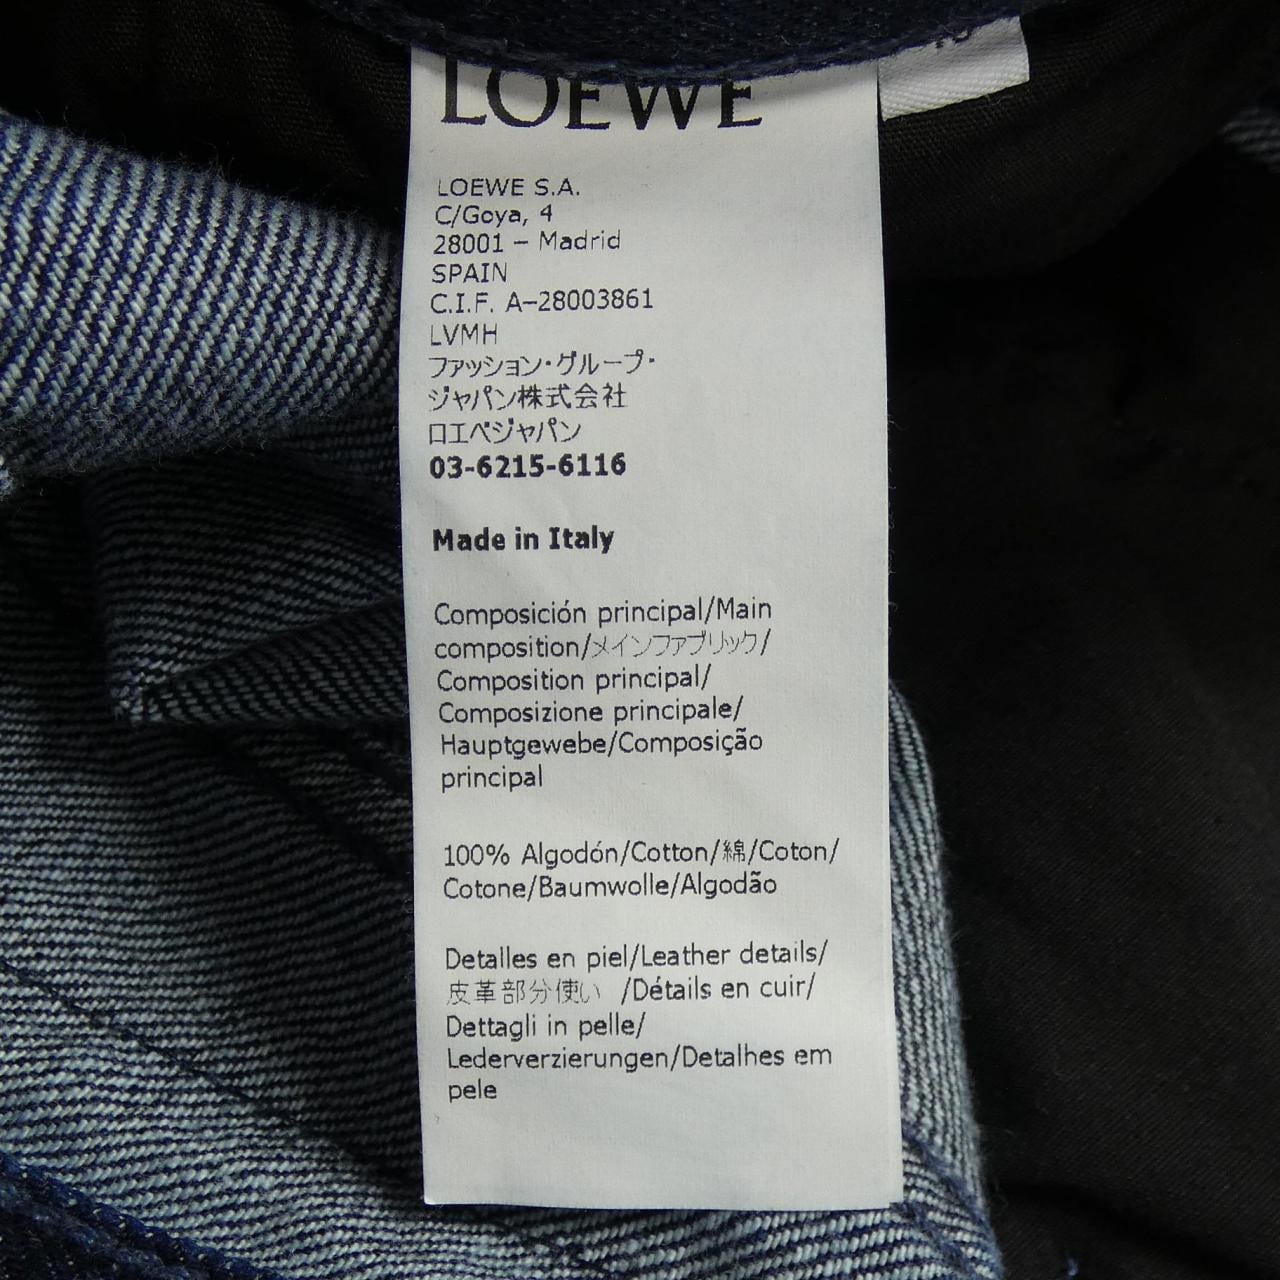 LOEWE
LOEWE S.A.
C/Goya, 4
28001 – Madrid
SPAIN
C.I.F. A–28003861
LVMH
ファッション・グループ・
ジャパン株式会社
ロエベジャパン
03-6215-6116
Made in Italy
Composición principal/Main
composition/メインファブリック/
Composition principal/
Composizione principale/
Hauptgewebe/Composição
principal
100% Algodón/Cotton/綿/Coton/
Cotone/Baumwolle/Algodão
Detalles en piel/Leather details/
皮革部分使い /Détails en cuir/
Dettagli in pelle/
Lederverzierungen/Detalhes em
pele